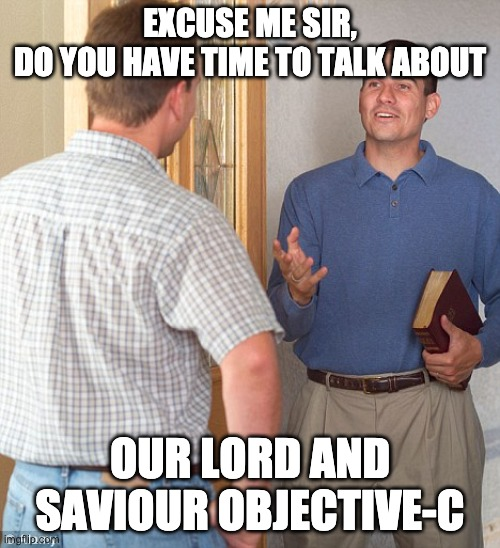 EXCUSE ME SIR,
DO YOU HAVE TIME TO TALK ABOUT
OUR LORD AND
SAVIOUR OBJECTIVE-C
imgflip.com